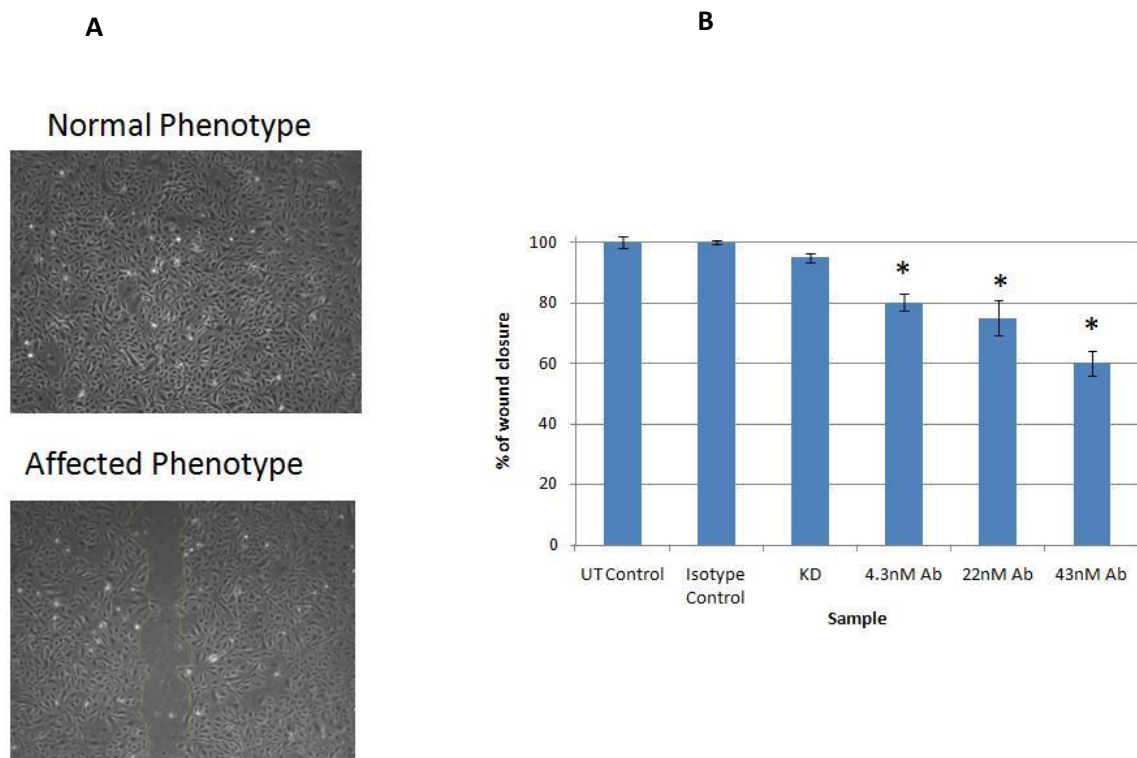 A
B
Normal Phenotype
Affected Phenotype
% of wound closure
100
80
60
40
20
0
*
*
*
UT Control
Isotype
Control
KD
4.3nM Ab
22nM Ab
43nM Ab
Sample